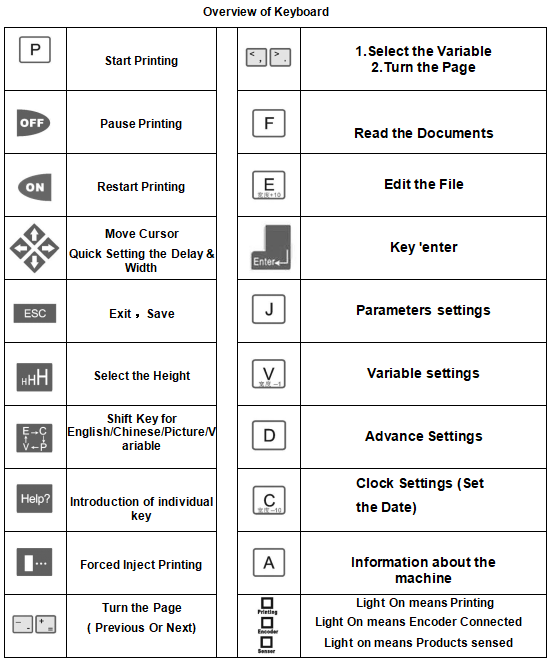 Overview of Keyboard
P
Start Printing
< , > .
1.Select the Variable
2.Turn the Page
OFF
Pause Printing
F
Read the Documents
ON
Restart Printing
E
宽度+10
Edit the File
Move Cursor
Quick Setting the Delay &
Width
Enter
Key 'enter
ESC
Exit，Save
J
Parameters settings
HHH
Select the Height
V
宽度-1
Variable settings
E→C
↑ ↓
V←P
Shift Key for
English/Chinese/Picture/V
ariable
D
Advance Settings
Help?
Introduction of individual
key
C
宽度-10
Clock Settings (Set
the Date)
Forced Inject Printing
A
Information about the
machine
- _ + =
Turn the Page
( Previous Or Next)
Printing
Light On means Printing
Encoder
Light On means Encoder Connected
Sensor
Light on means Products sensed